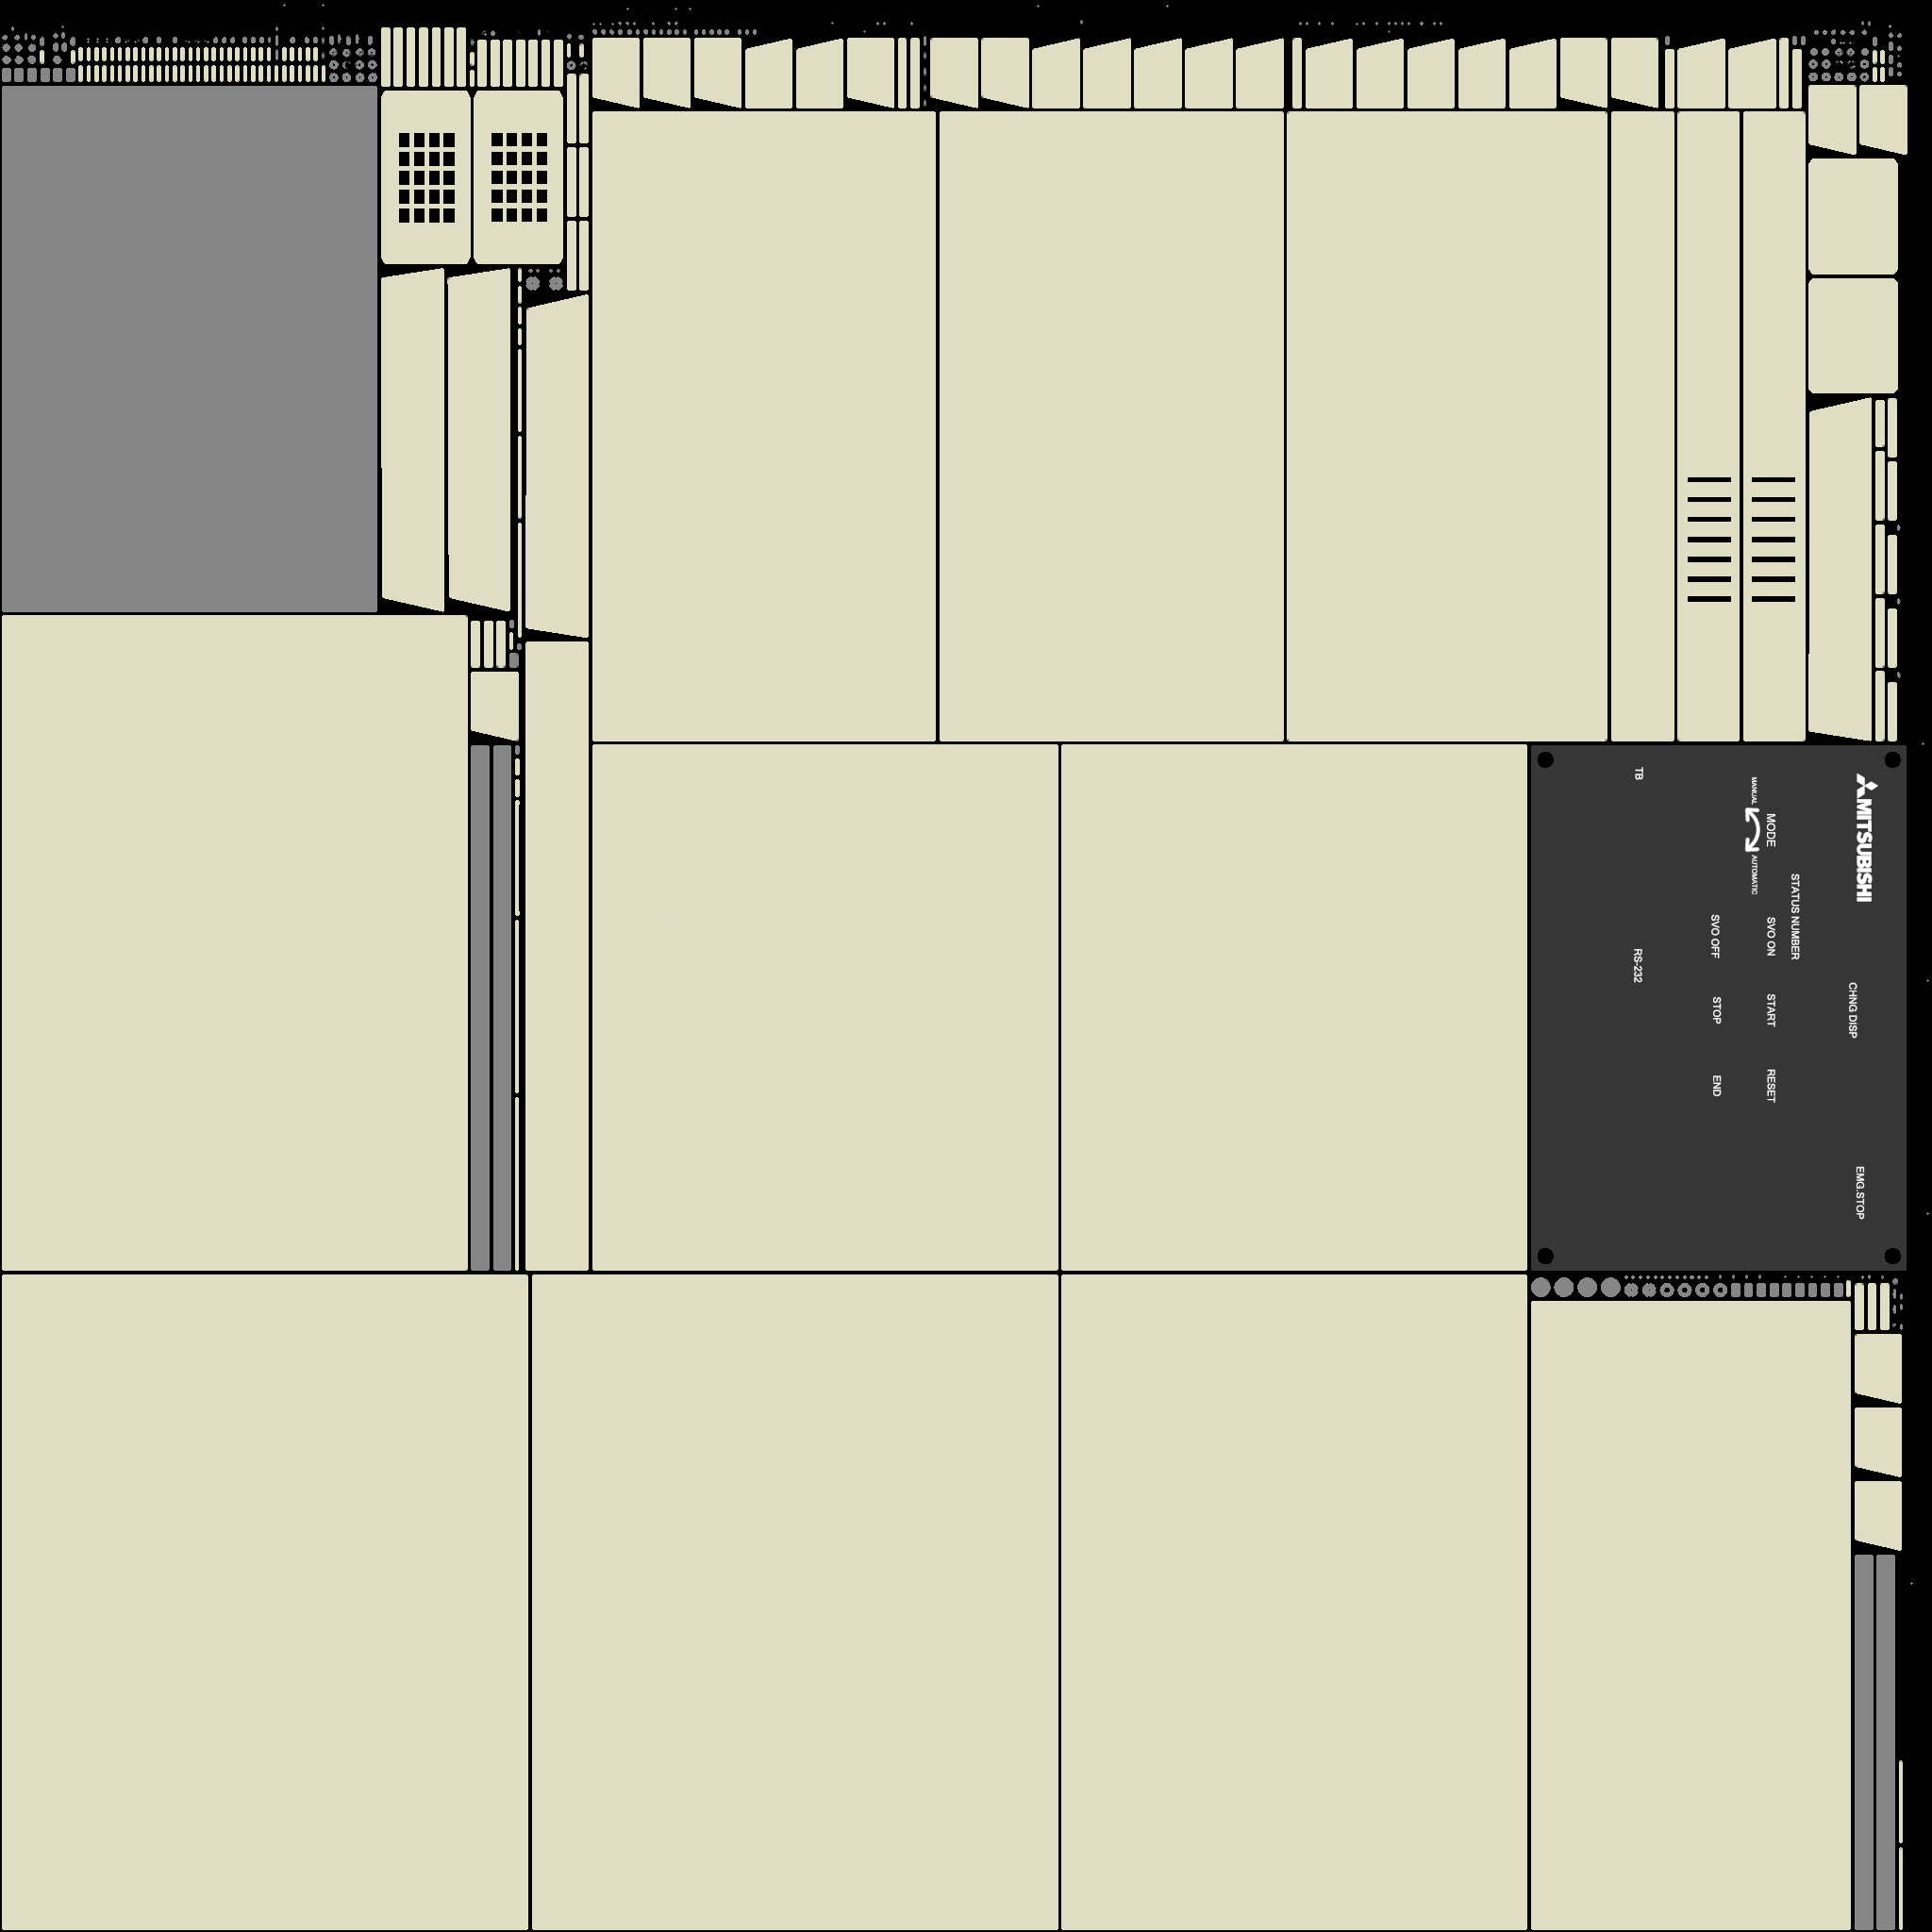 MITSUBISHI
EMG.STOP
CHNG DISP
STATUS NUMBER
MODE
SVO ON
START
RESET
MANUAL
AUTOMATIC
SVO OFF
STOP
END
TB
RS-232